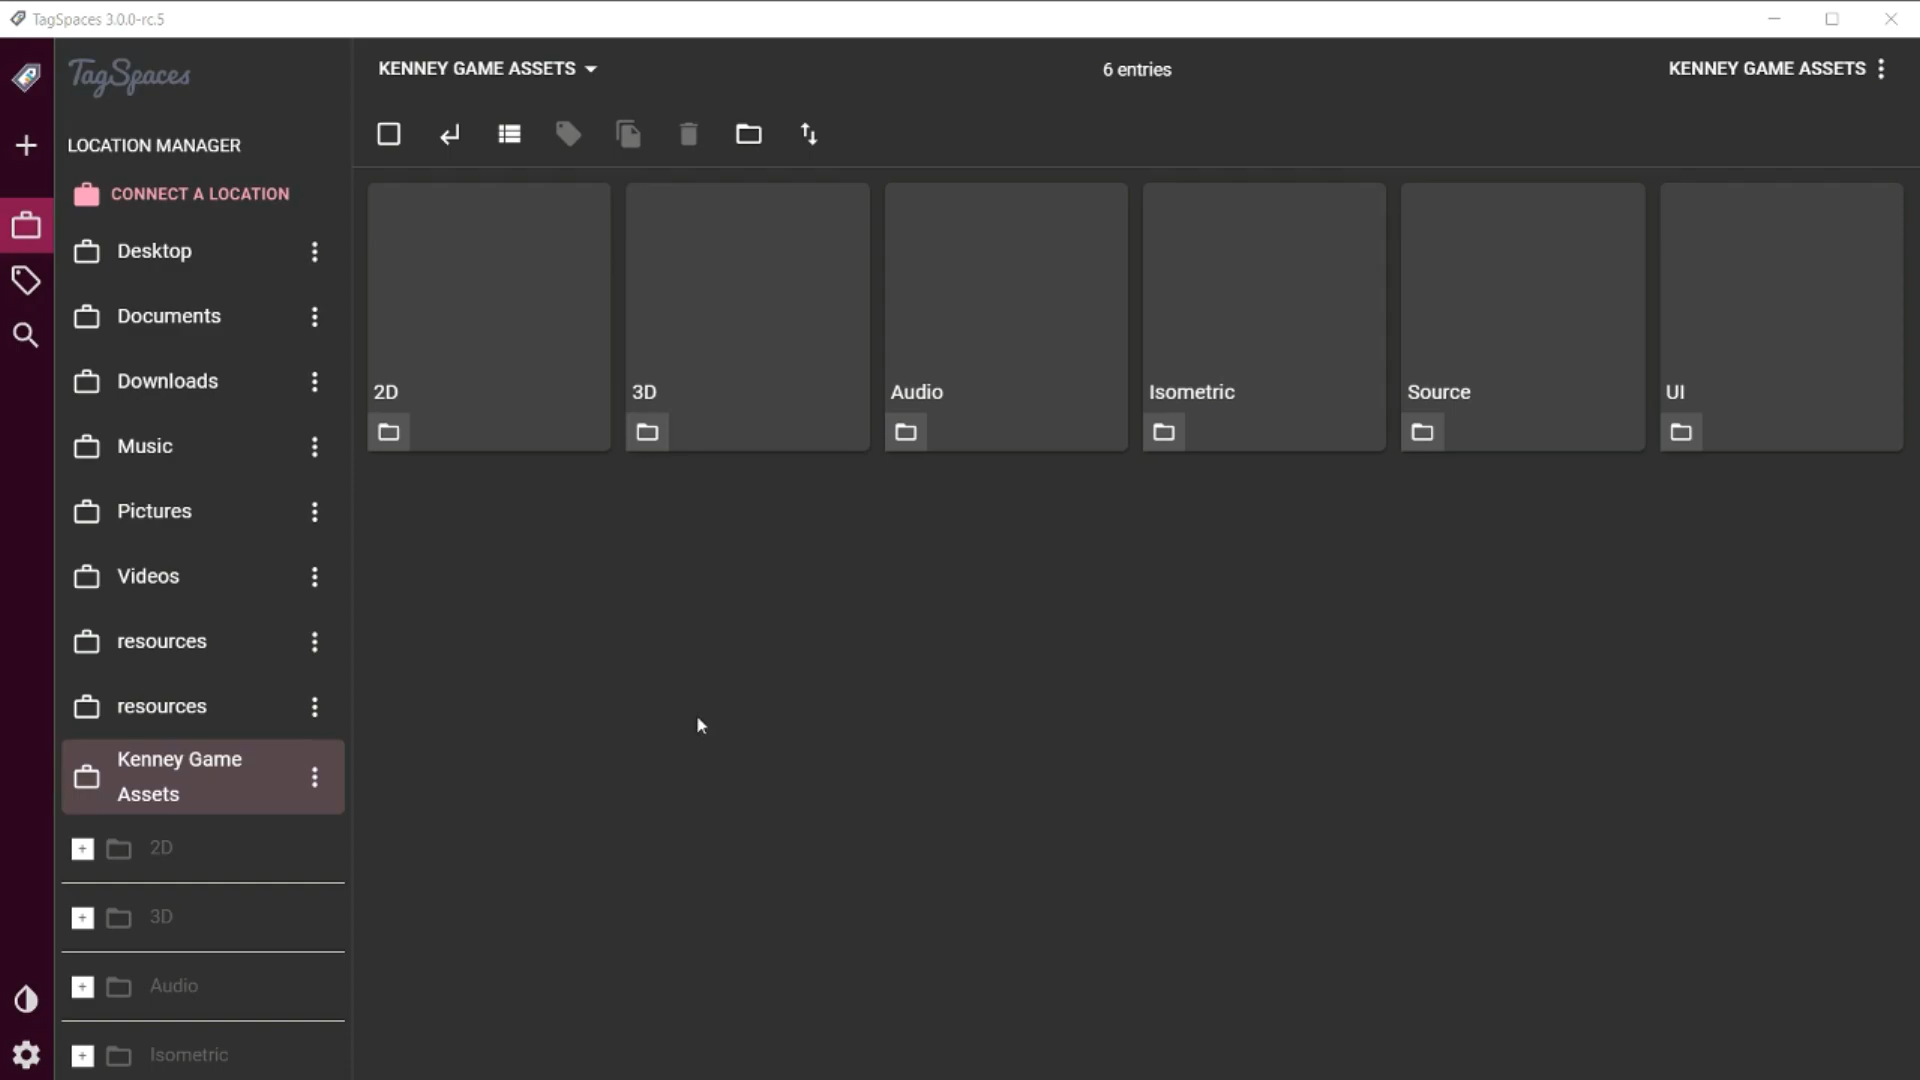 TagSpaces 3.0.0-rc.5
TagSpaces
LOCATION MANAGER
CONNECT A LOCATION
Desktop
Documents
Downloads
Music
Pictures
Videos
resources
resources
Kenney Game
Assets
2D
3D
Audio
Isometric
KENNEY GAME ASSETS
6 entries
KENNEY GAME ASSETS
2D
3D
Audio
Isometric
Source
UI